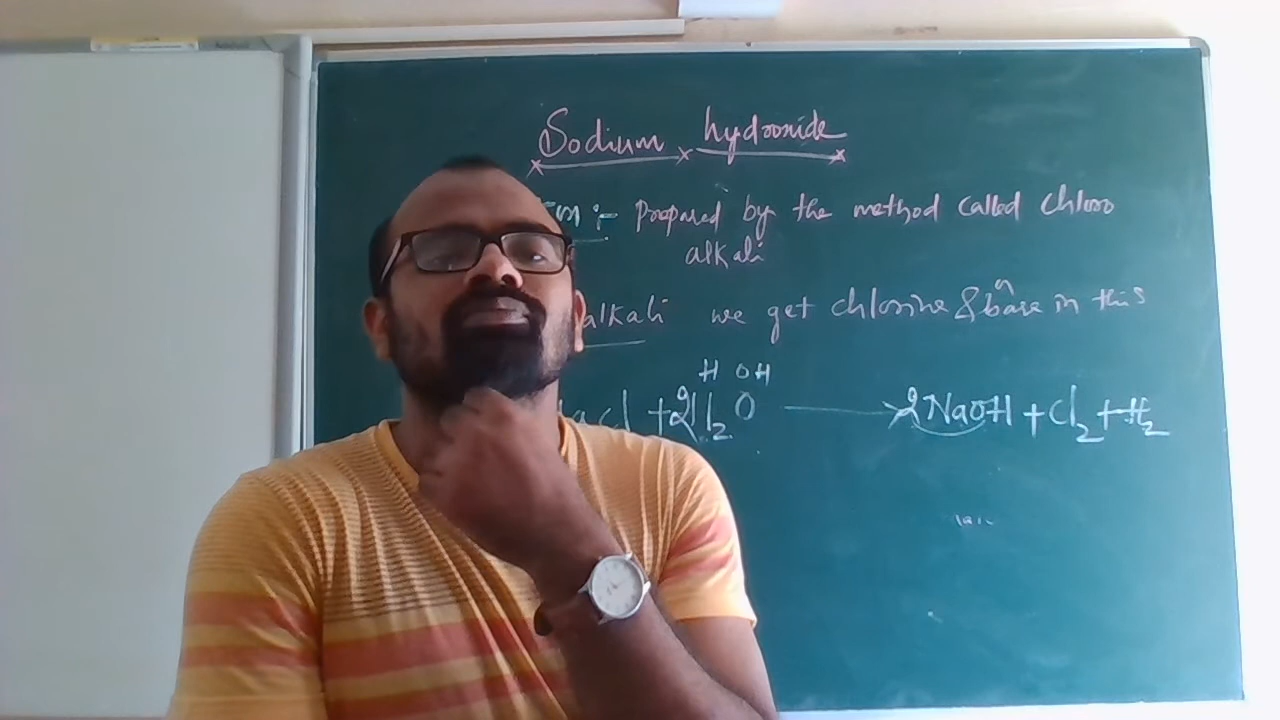 Sodium hydroxide
:- Prepared by the method called chloro
alkali
alkali we get chlorine & a base in this
H OH
cl + 2H₂O → 2NaOH + Cl₂ + H₂